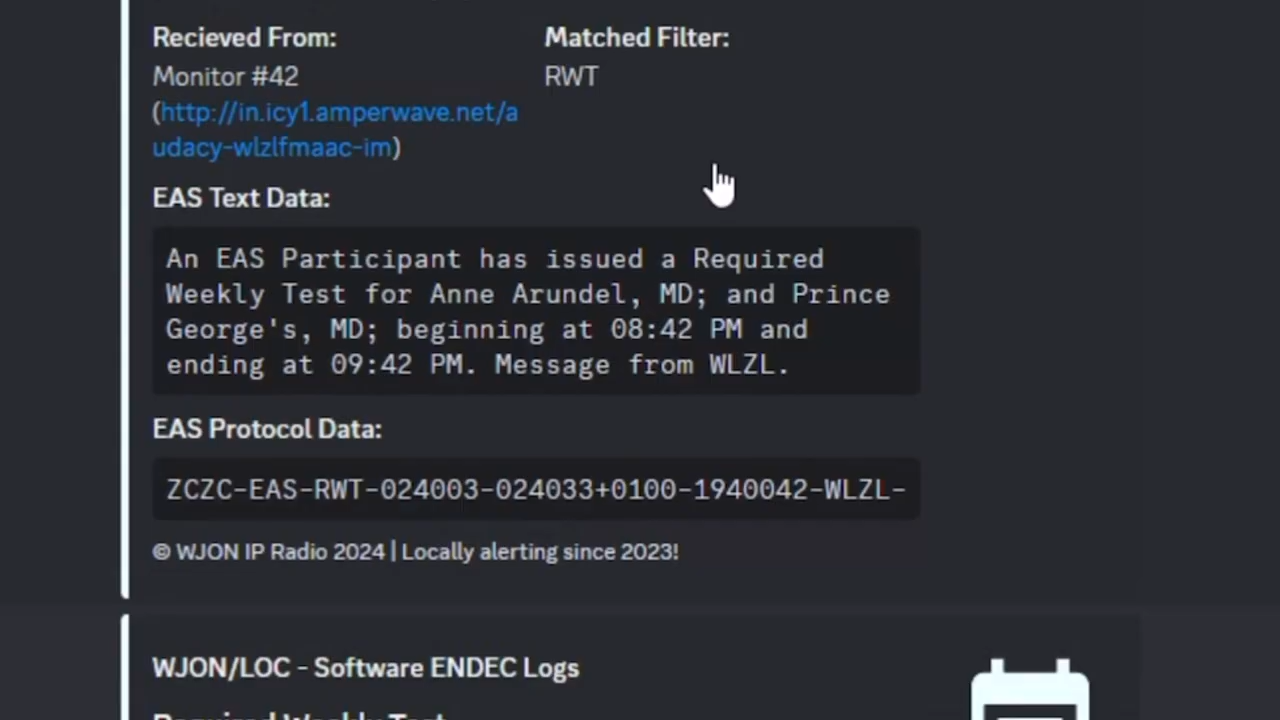 Recieved From:
Matched Filter:
Monitor #42
RWT
(http://in.icy1.amperwave.net/a
udacy-wlzlfmaac-im)
EAS Text Data:
An EAS Participant has issued a Required
Weekly Test for Anne Arundel, MD; and Prince
George's, MD; beginning at 08:42 PM and
ending at 09:42 PM. Message from WLZL.
EAS Protocol Data:
ZCZC-EAS-RWT-024003-024033+0100-1940042-WLZL-
© WJON IP Radio 2024 | Locally alerting since 2023!
WJON/LOC - Software ENDEC Logs
Required Weekly Test